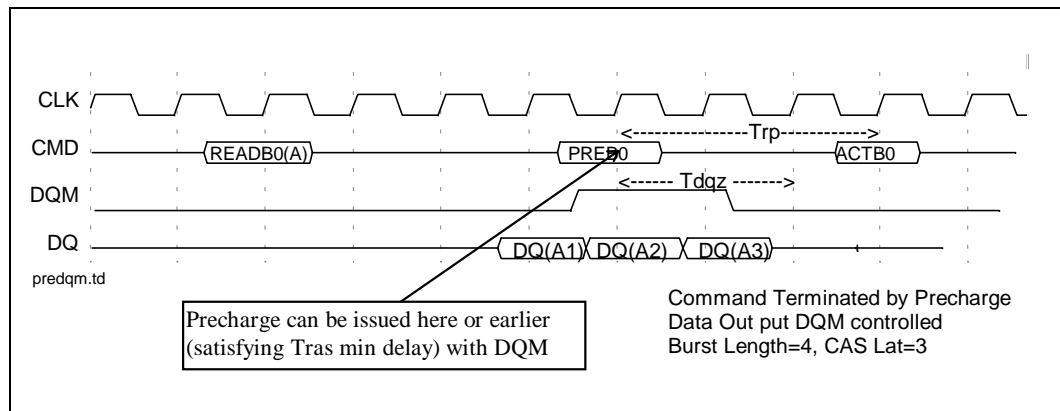 CLK
CMD
READB0(A)
PREB0
<-----------Trp----------->
ACTB0
DQM
<----- Tdqz ----->
DQ
DQ(A1)
DQ(A2)
DQ(A3)
predqm.td
Precharge can be issued here or earlier
(satisfying Tras min delay) with DQM
Command Terminated by Precharge
Data Out put DQM controlled
Burst Length=4, CAS Lat=3